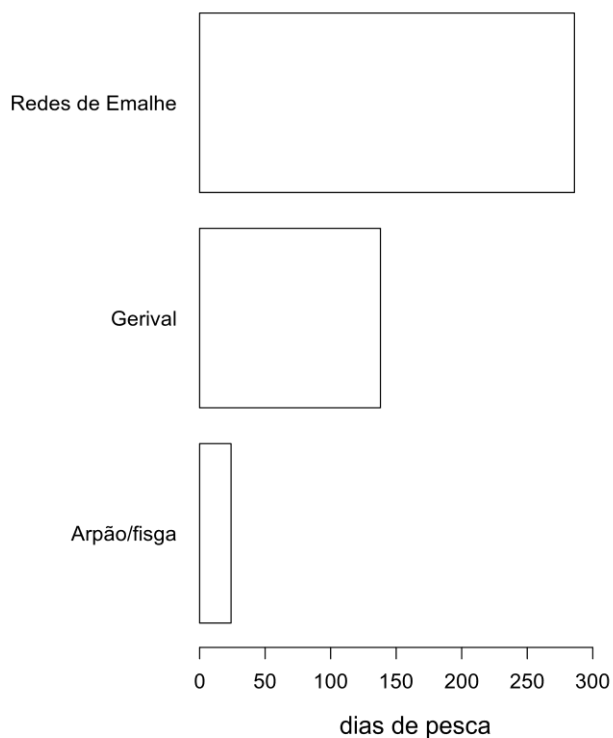 Redes de Emalhe
Gerival
Arpão/fisga
0 50 100 150 200 250 300
dias de pesca